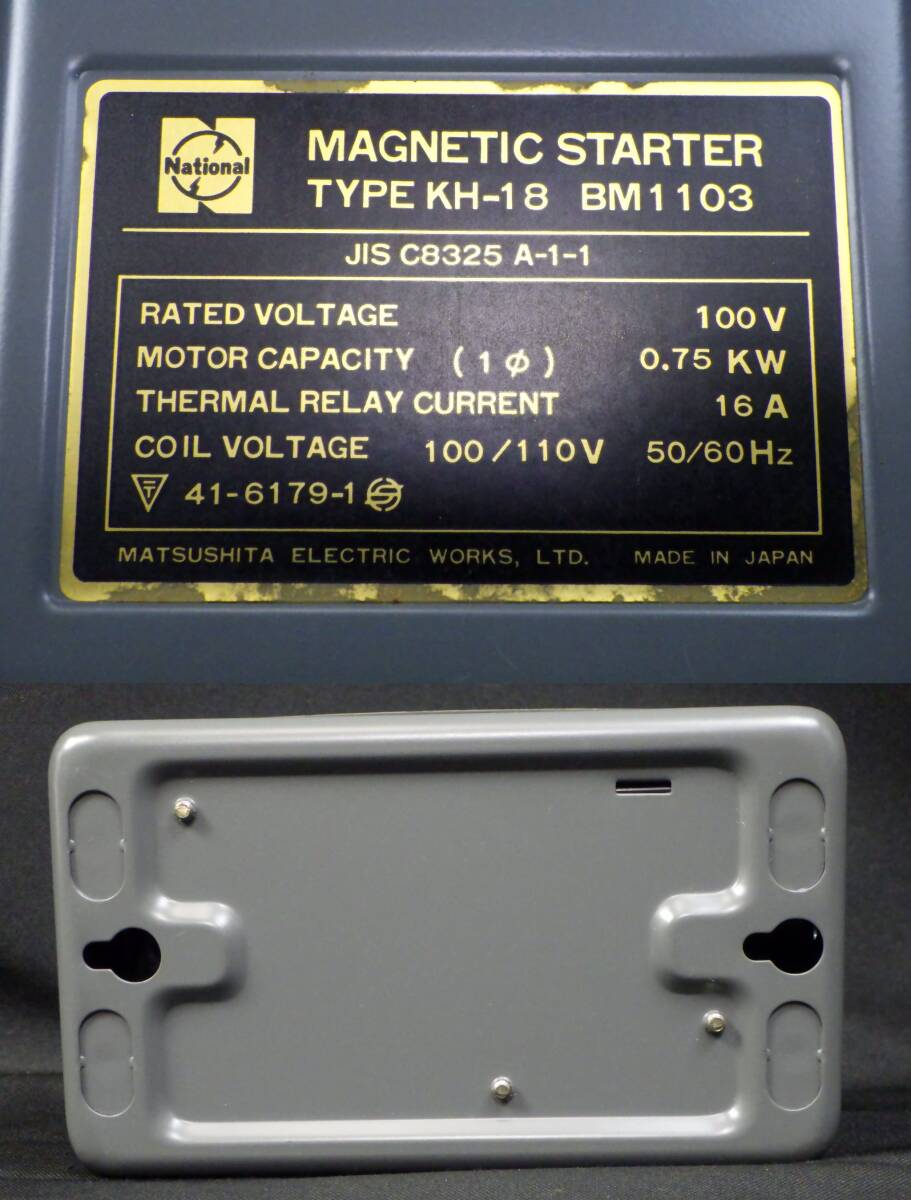 National
MAGNETIC STARTER
TYPE KH-18 BM1103
JIS C8325 A-1-1
RATED VOLTAGE 100V
MOTOR CAPACITY (1φ) 0.75 KW
THERMAL RELAY CURRENT 16 A
COIL VOLTAGE 100/110V 50/60Hz
T 41-6179-1
MATSUSHITA ELECTRIC WORKS, LTD. MADE IN JAPAN